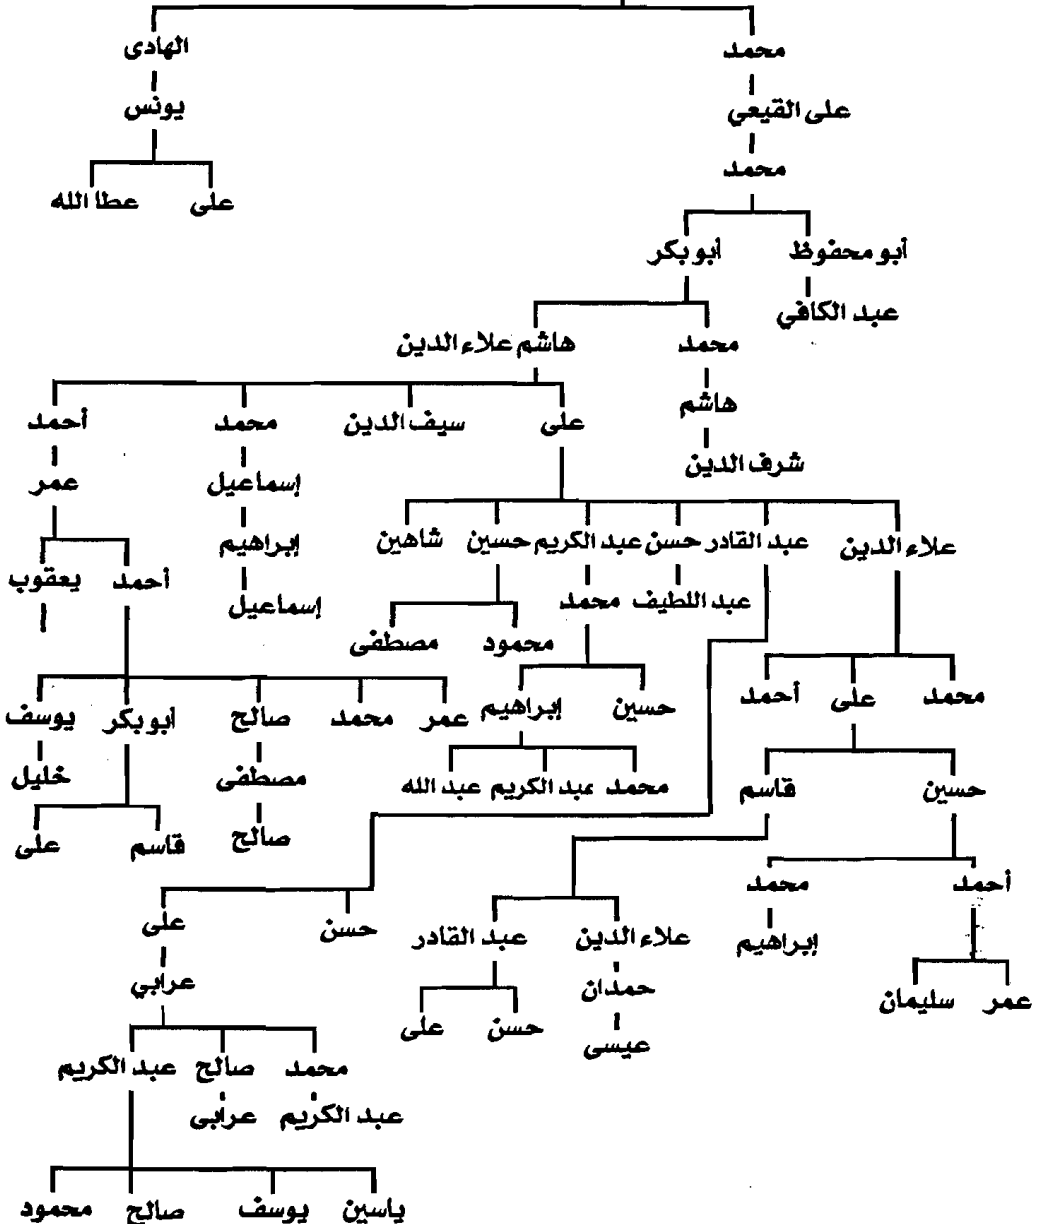 محمد الهادى
على القيعي يونس
محمد
على عطا الله
أبو محفوظ أبو بكر
عبد الكافي
محمد هاشم علاء الدين
هاشم
على سيف الدين محمد أحمد
شرف الدين
إسماعيل عمر
علاء الدين عبد القادر حسن عبد الكريم حسين شاهين إبراهيم
أحمد يعقوب
عبد اللطيف محمد إسماعيل
محمود مصطفى
محمد على أحمد
حسين إبراهيم عمر محمد صالح أبو بكر يوسف
حسين قاسم محمد عبد الكريم عبد الله مصطفى خليل
صالح قاسم على
أحمد محمد
علاء الدين عبد القادر حسن على
إبراهيم
عمر سليمان حمدان عرابي
حسن على
عيسى
محمد صالح عبد الكريم
عبد الكريم عرابى
ياسين يوسف صالح محمود